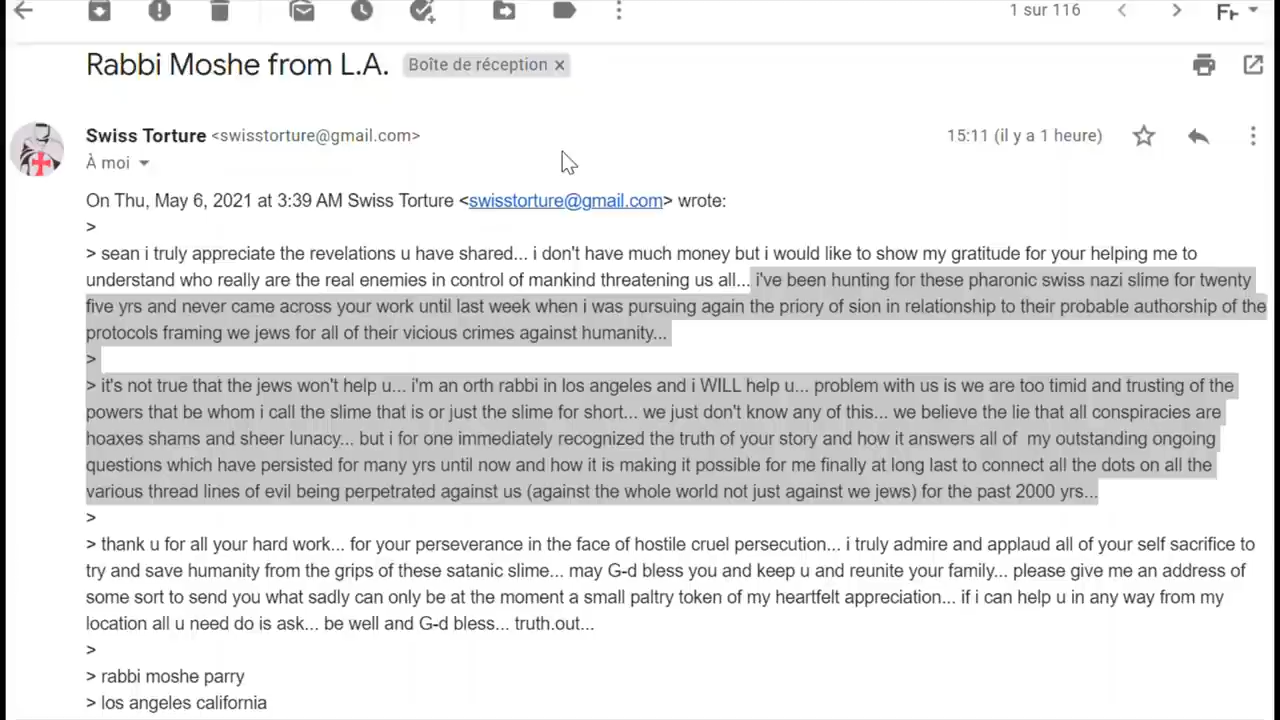 1 sur 116
Rabbi Moshe from L.A. Boîte de réception ×
Swiss Torture <swisstorture@gmail.com> 15:11 (il y a 1 heure)
À moi
On Thu, May 6, 2021 at 3:39 AM Swiss Torture <swisstorture@gmail.com> wrote:
>
> sean i truly appreciate the revelations u have shared... i don't have much money but i would like to show my gratitude for your helping me to
understand who really are the real enemies in control of mankind threatening us all... i've been hunting for these pharonic swiss nazi slime for twenty
five yrs and never came across your work until last week when i was pursuing again the priory of sion in relationship to their probable authorship of the
protocols framing we jews for all of their vicious crimes against humanity...
>
> it's not true that the jews won't help u... i'm an orth rabbi in los angeles and i WILL help u... problem with us is we are too timid and trusting of the
powers that be whom i call the slime that is or just the slime for short... we just don't know any of this... we believe the lie that all conspiracies are
hoaxes shams and sheer lunacy... but i for one immediately recognized the truth of your story and how it answers all of  my outstanding ongoing
questions which have persisted for many yrs until now and how it is making it possible for me finally at long last to connect all the dots on all the
various thread lines of evil being perpetrated against us (against the whole world not just against we jews) for the past 2000 yrs...
>
> thank u for all your hard work... for your perseverance in the face of hostile cruel persecution... i truly admire and applaud all of your self sacrifice to
try and save humanity from the grips of these satanic slime... may G-d bless you and keep u and reunite your family... please give me an address of
some sort to send you what sadly can only be at the moment a small paltry token of my heartfelt appreciation... if i can help u in any way from my
location all u need do is ask... be well and G-d bless... truth.out...
>
> rabbi moshe parry
> los angeles california